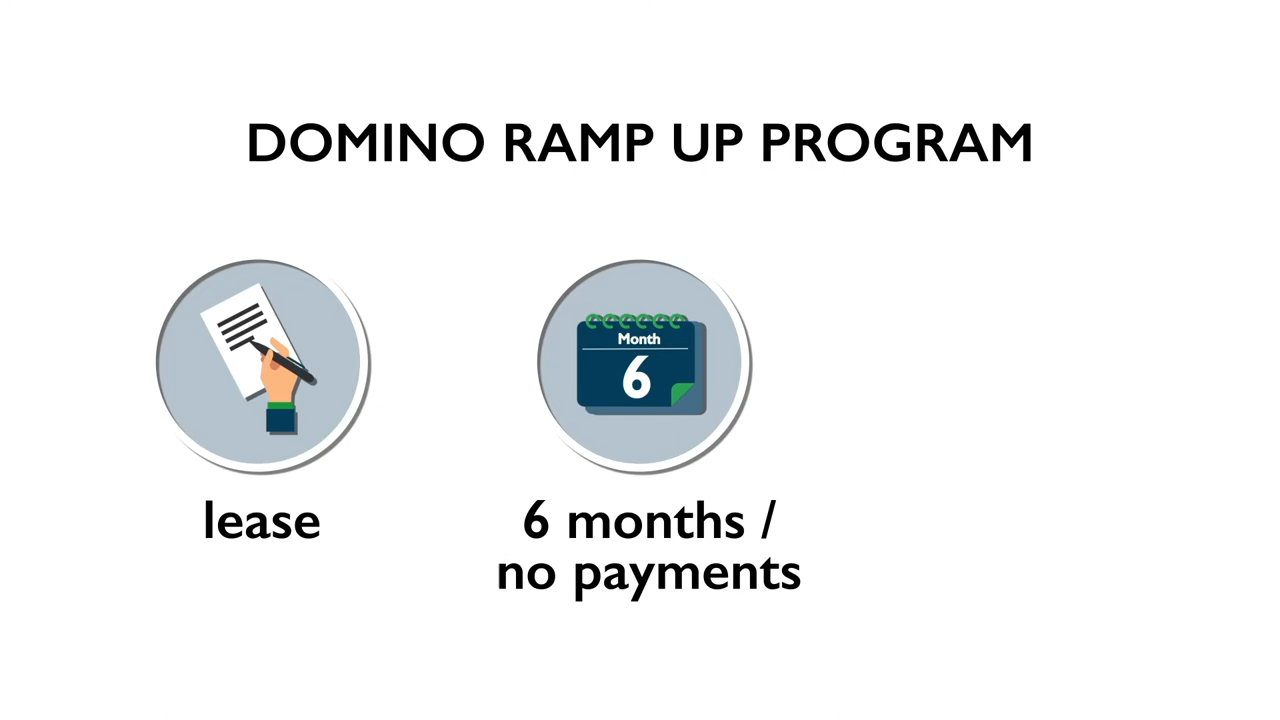 DOMINO RAMP UP PROGRAM
Month
6
lease
6 months /
no payments